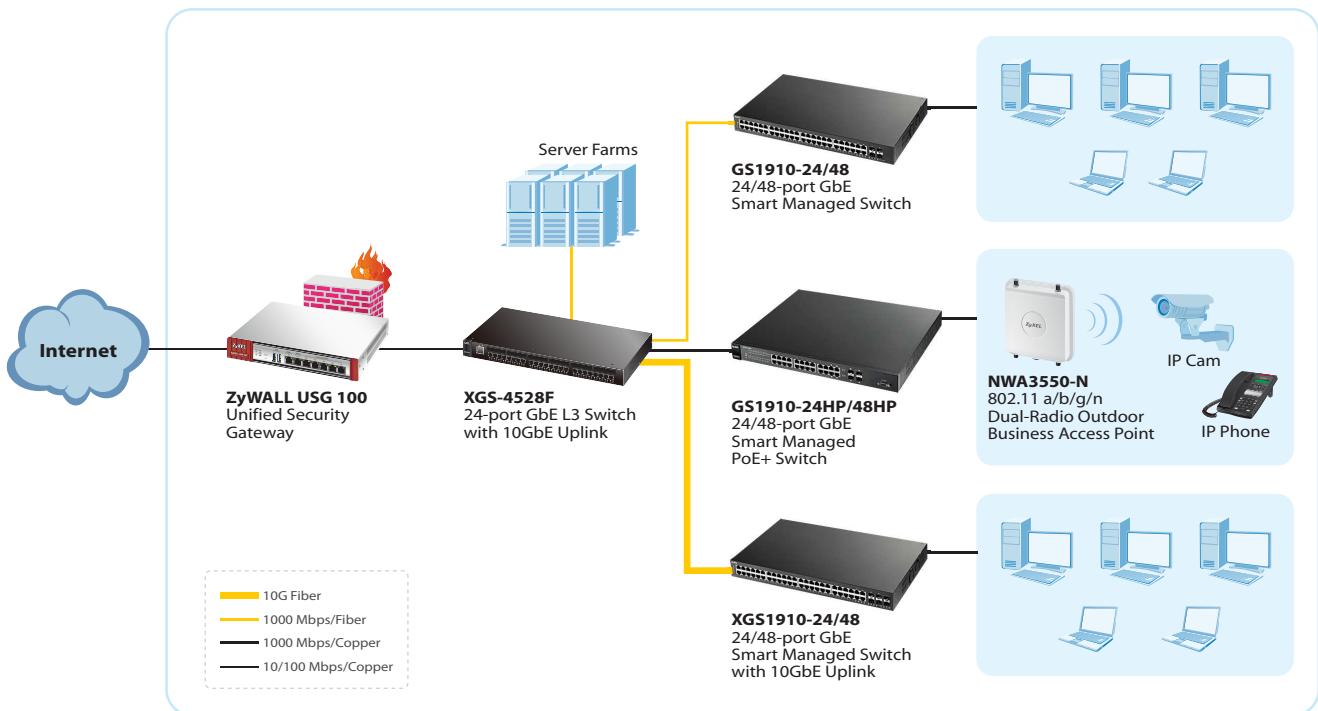 Server Farms
GS1910-24/48
24/48-port GbE
Smart Managed Switch
Internet
ZyXEL
ZyWALL USG 100
Unified Security
Gateway
XGS-4528F
24-port GbE L3 Switch
with 10GbE Uplink
GS1910-24HP/48HP
24/48-port GbE
Smart Managed
PoE+ Switch
ZyXEL
NWA3550-N
802.11 a/b/g/n
Dual-Radio Outdoor
Business Access Point
IP Cam
IP Phone
XGS1910-24/48
24/48-port GbE
Smart Managed Switch
with 10GbE Uplink
10G Fiber
1000 Mbps/Fiber
1000 Mbps/Copper
10/100 Mbps/Copper